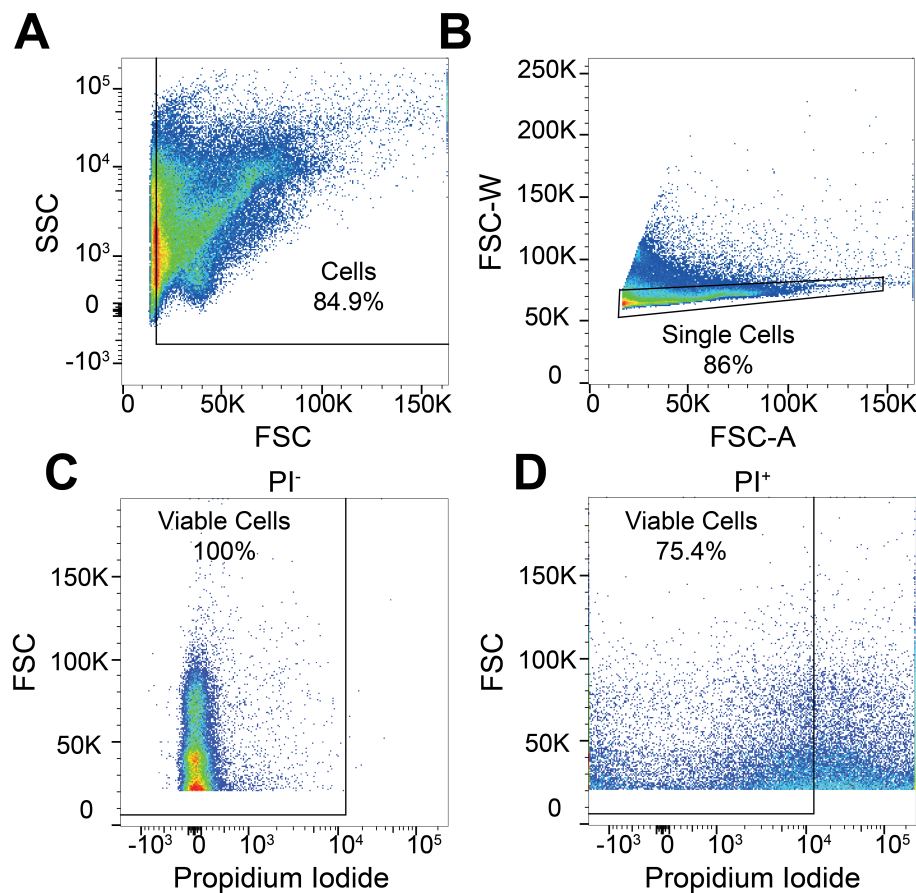 A
SSC
10⁵
10⁴
10³
0
-10³
Cells
84.9%
0
50K
100K
150K
FSC
B
FSC-W
250K
200K
150K
100K
50K
0
Single Cells
86%
0
50K
100K
150K
FSC-A
C
PI⁻
Viable Cells
100%
FSC
150K
100K
50K
0
-10³
0
10³
10⁴
10⁵
Propidium Iodide
D
PI⁺
Viable Cells
75.4%
FSC
150K
100K
50K
0
-10³
0
10³
10⁴
10⁵
Propidium Iodide